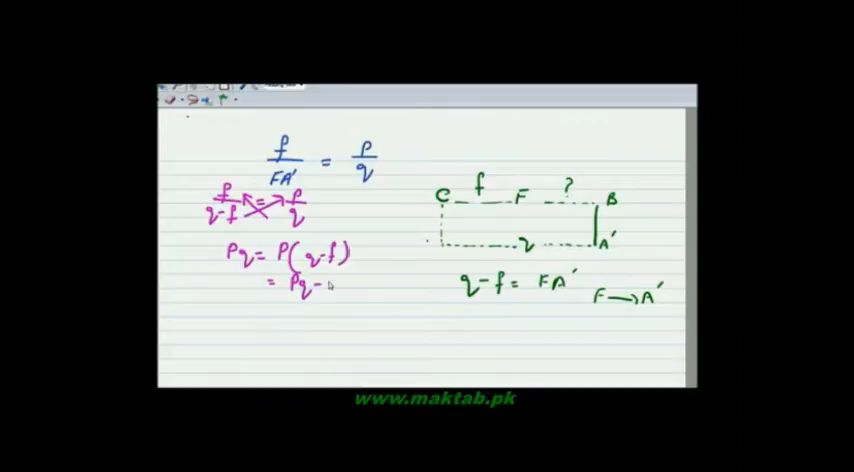 f/FA' = p/q
f/q-f = p/q
C f F ? B
Pq = P(q-f)
q A'
= Pq -
q - f = FA'
F → A'
www.maktab.pk